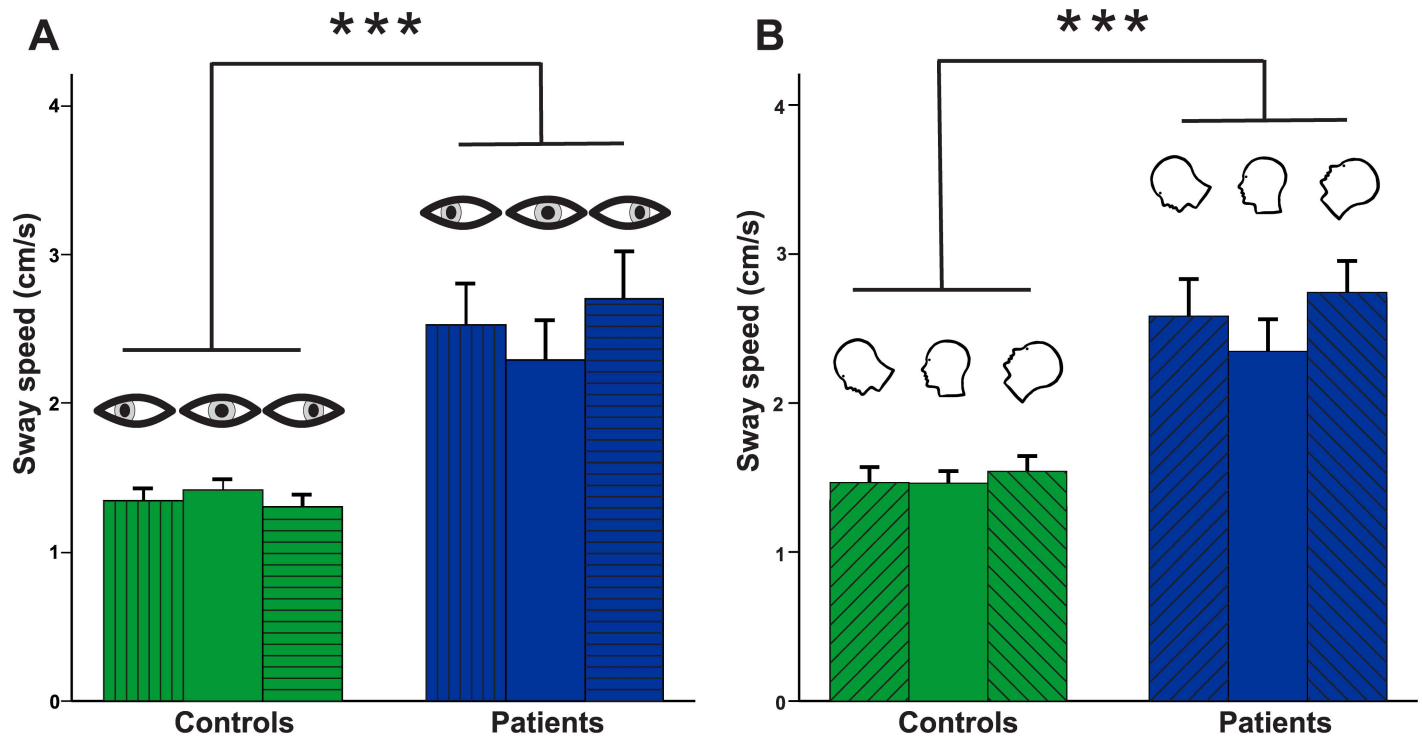 A
***
Sway speed (cm/s)
4
3
2
1
0
Controls
Patients
B
***
Sway speed (cm/s)
4
3
2
1
0
Controls
Patients